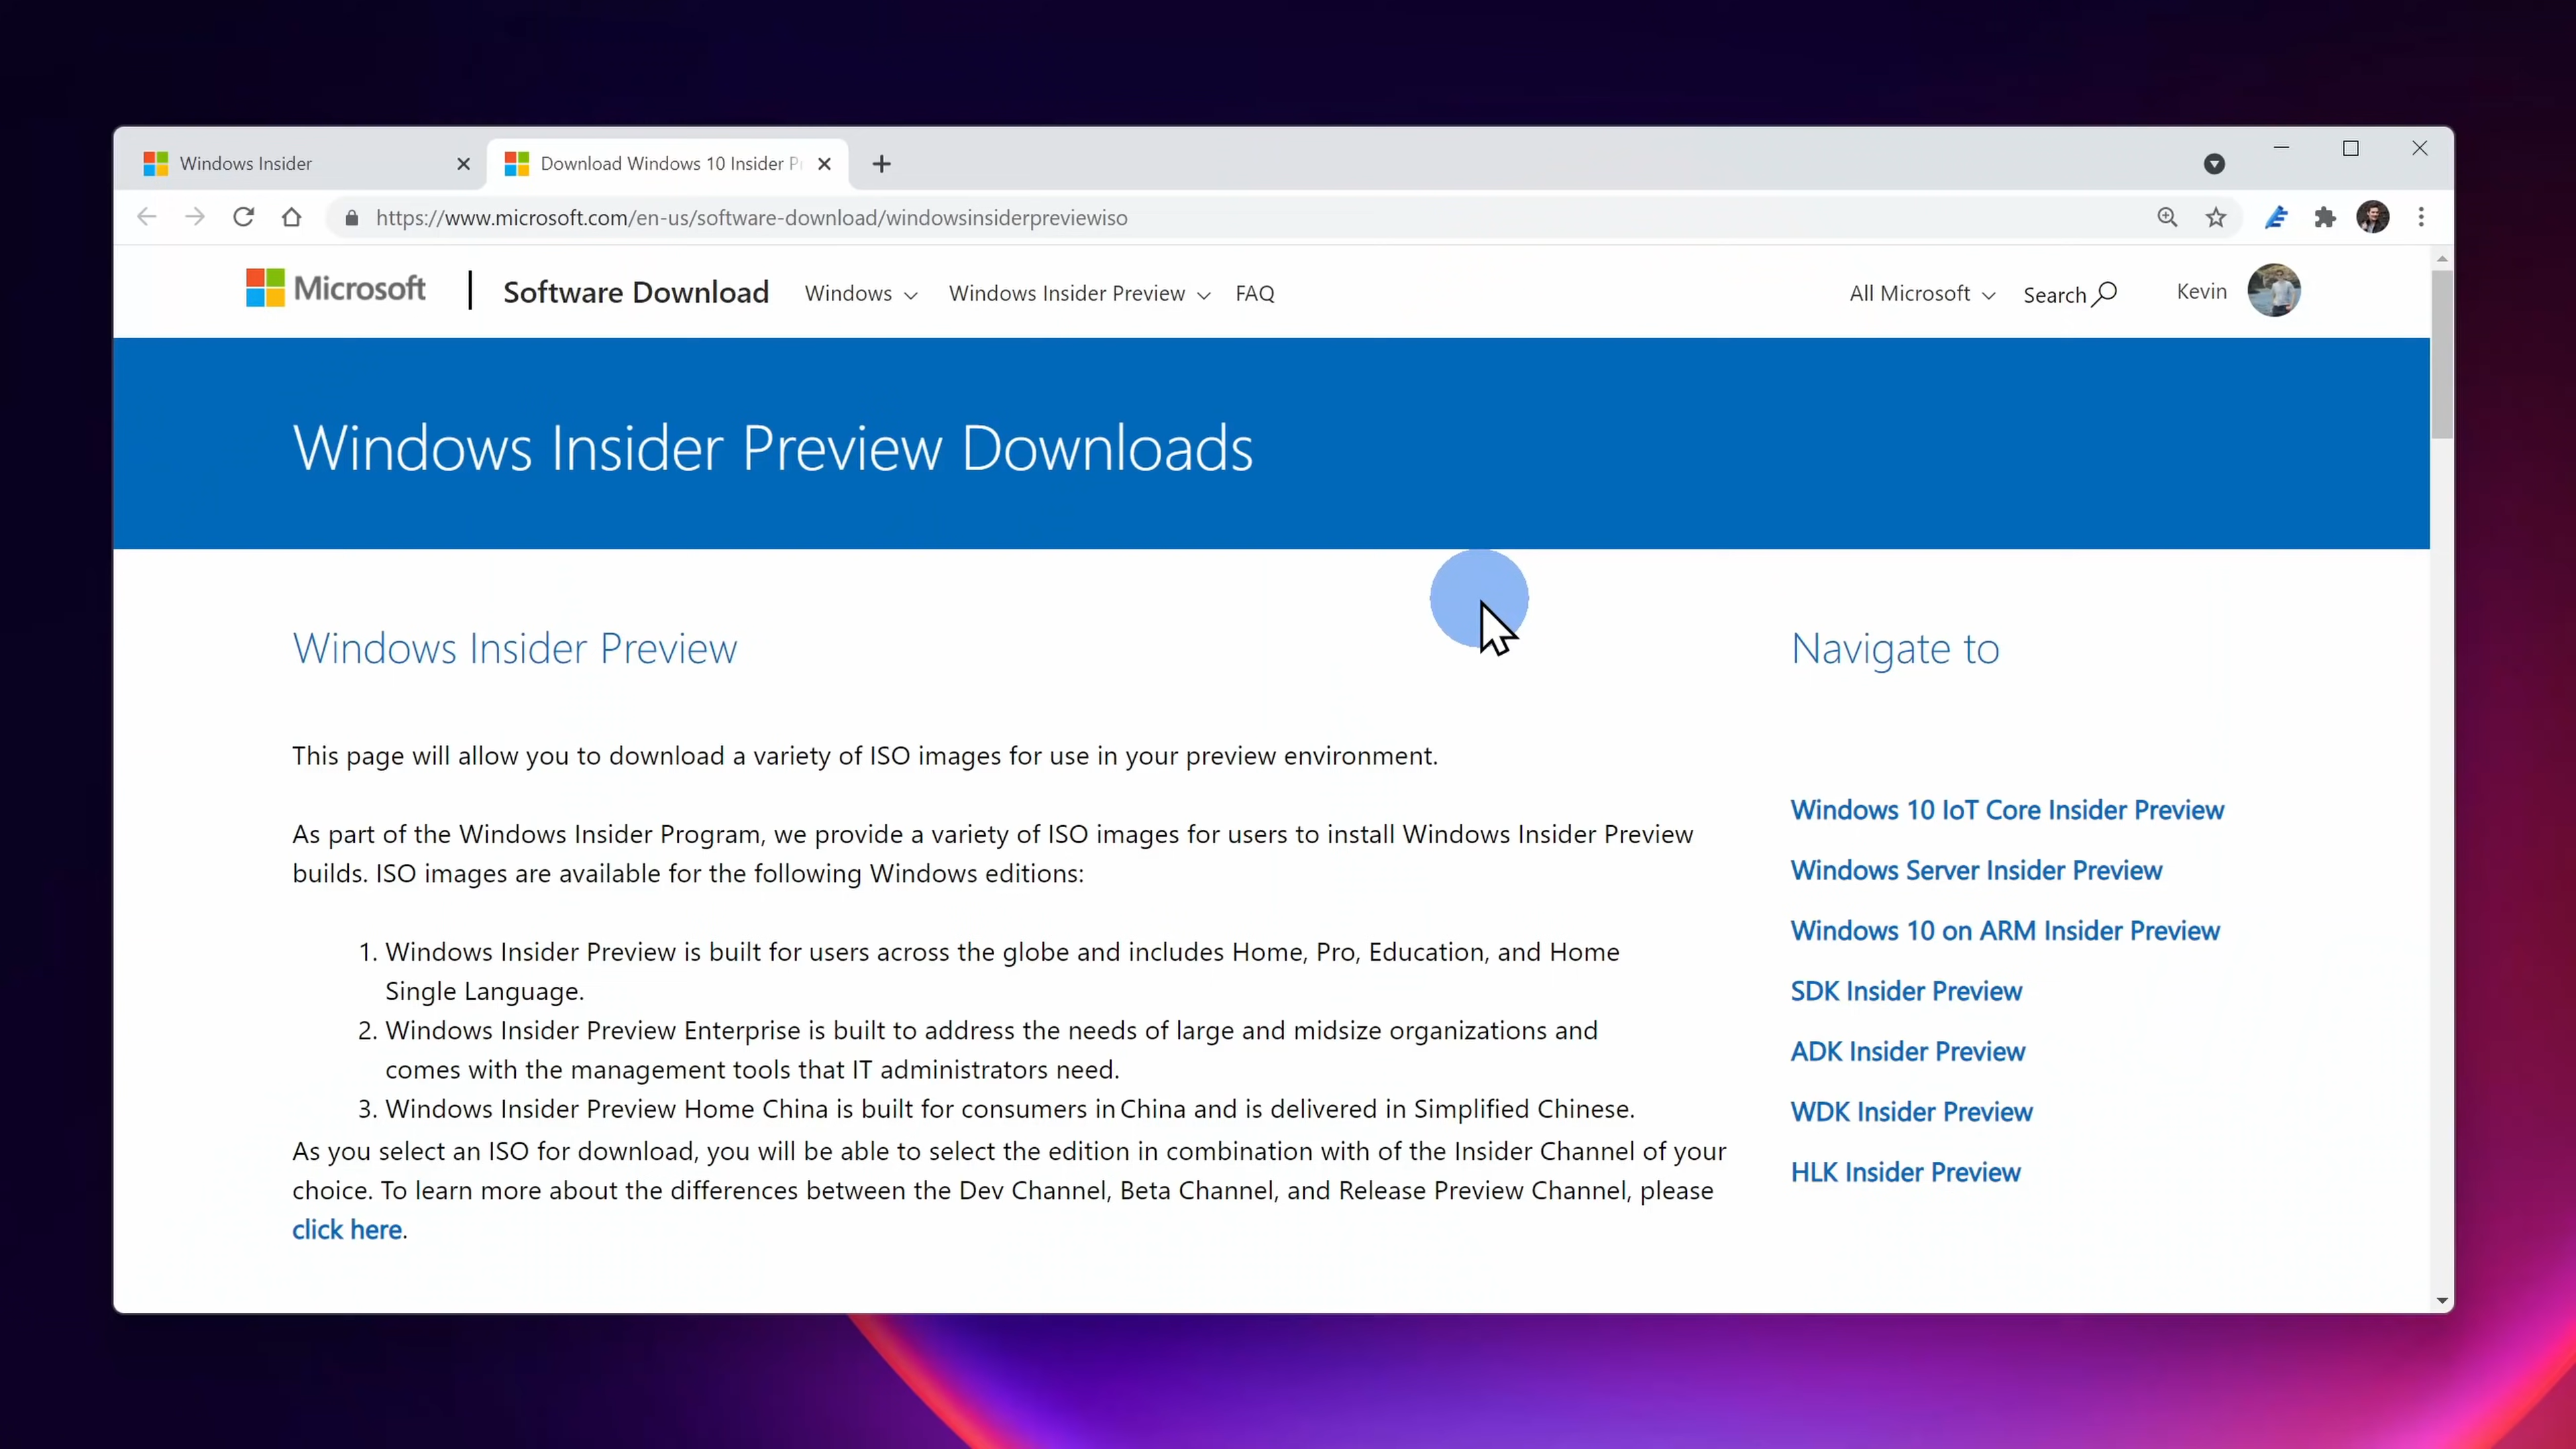 Windows Insider
Download Windows 10 Insider P
https://www.microsoft.com/en-us/software-download/windowsinsiderpreviewiso
Microsoft
Software Download
Windows
Windows Insider Preview
FAQ
All Microsoft
Search
Kevin
Windows Insider Preview Downloads
Windows Insider Preview
This page will allow you to download a variety of ISO images for use in your preview environment.
As part of the Windows Insider Program, we provide a variety of ISO images for users to install Windows Insider Preview
builds. ISO images are available for the following Windows editions:
1. Windows Insider Preview is built for users across the globe and includes Home, Pro, Education, and Home
Single Language.
2. Windows Insider Preview Enterprise is built to address the needs of large and midsize organizations and
comes with the management tools that IT administrators need.
3. Windows Insider Preview Home China is built for consumers in China and is delivered in Simplified Chinese.
As you select an ISO for download, you will be able to select the edition in combination with of the Insider Channel of your
choice. To learn more about the differences between the Dev Channel, Beta Channel, and Release Preview Channel, please
click here.
Navigate to
Windows 10 IoT Core Insider Preview
Windows Server Insider Preview
Windows 10 on ARM Insider Preview
SDK Insider Preview
ADK Insider Preview
WDK Insider Preview
HLK Insider Preview